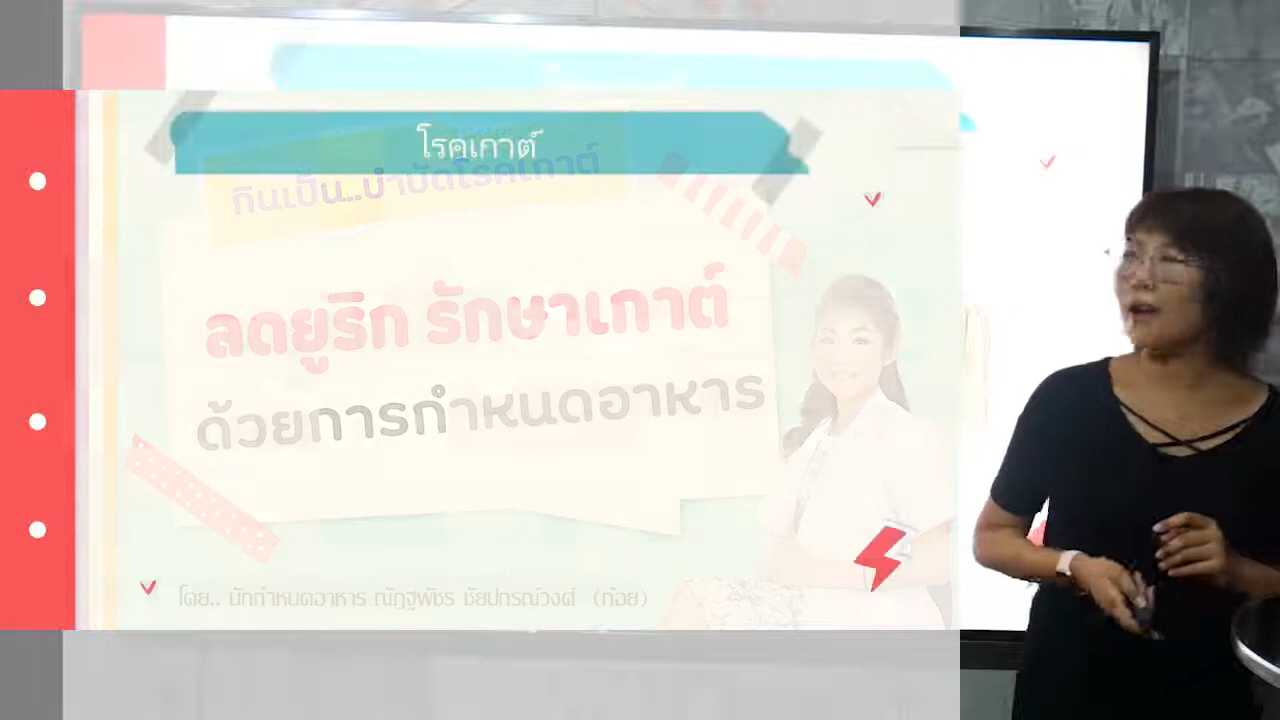 โรคเกาต์
กินเป็น..บำบัดโรคเกาต์
ลดยูริก รักษาเกาต์
ด้วยการกำหนดอาหาร
โดย.. นักกำหนดอาหาร ณัฏฐพัชร ชัยปกรณ์วงศ์ (ก้อย)